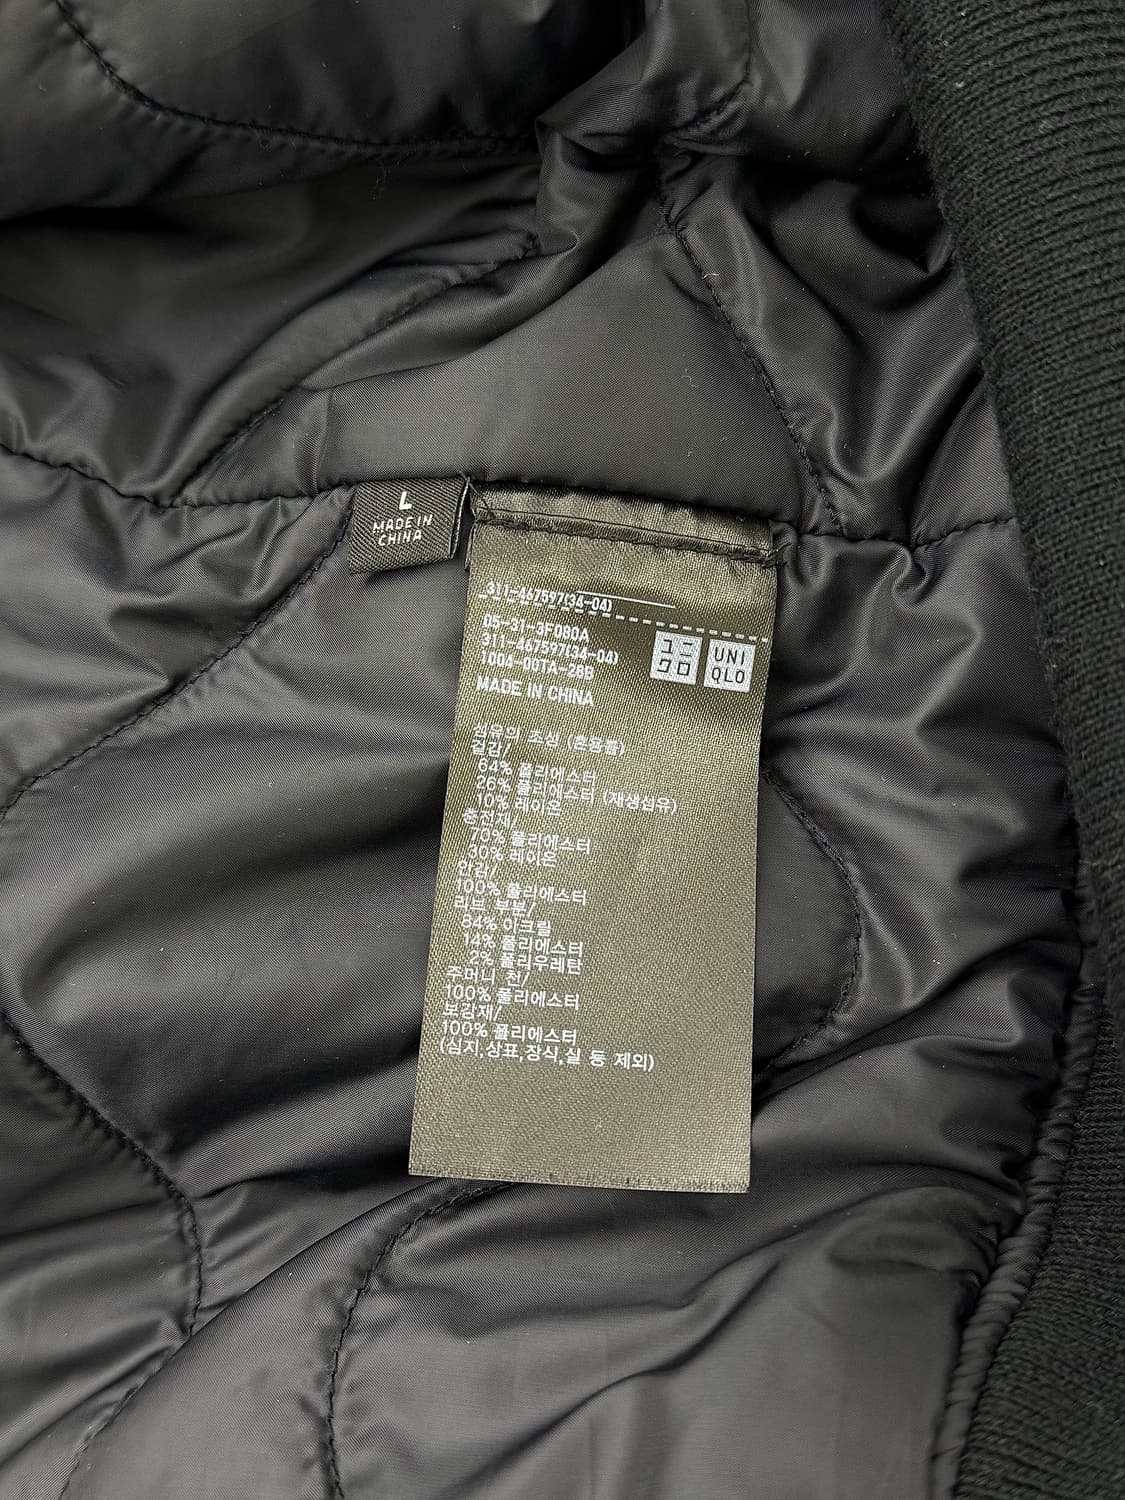 L
MADE IN
CHINA
311-467597(34-04)
05-31-3F080A
311-467597(34-04)
1004-00TA-2BB
MADE IN CHINA
ユニ
クロ
UNI
QLO
섬유의 조성 (혼용률)
겉감/
64% 폴리에스터
26% 폴리에스터 (재생섬유)
10% 레이온
충전재/
70% 폴리에스터
30% 레이온
안감/
100% 폴리에스터
리브 부분/
84% 아크릴
14% 폴리에스터
2% 폴리우레탄
주머니 천/
100% 폴리에스터
보강재/
100% 폴리에스터
(심지,상표,장식,실 등 제외)